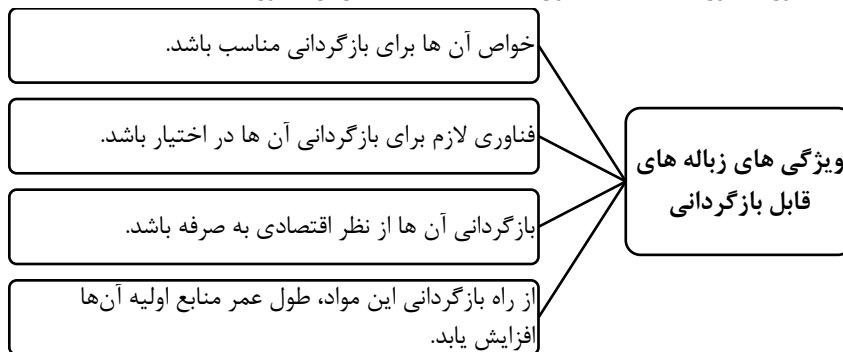 ویژگی های زباله های
قابل بازگردانی
خواص آن ها برای بازگردانی مناسب باشد.
فناوری لازم برای بازگردانی آن ها در اختیار باشد.
بازگردانی آن ها از نظر اقتصادی به صرفه باشد.
از راه بازگردانی این مواد، طول عمر منابع اولیه آن‌ها
افزایش یابد.